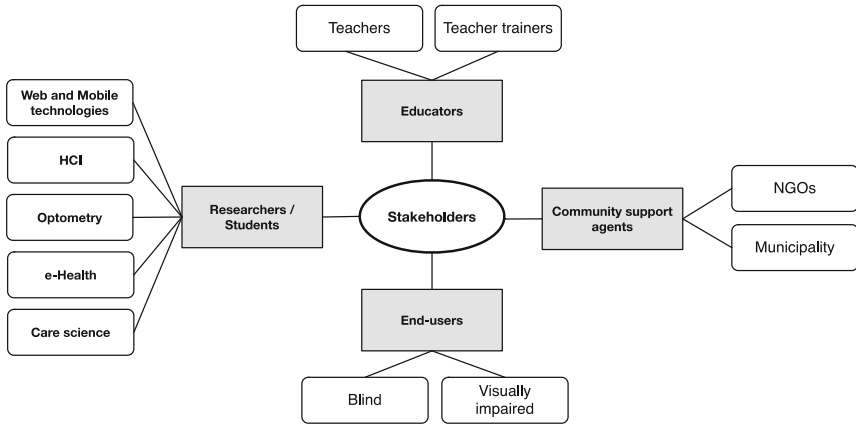 Teachers
Teacher trainers
Educators
Web and Mobile
technologies
HCI
Optometry
e-Health
Care science
Researchers /
Students
Stakeholders
Community support
agents
NGOs
Municipality
End-users
Blind
Visually
impaired